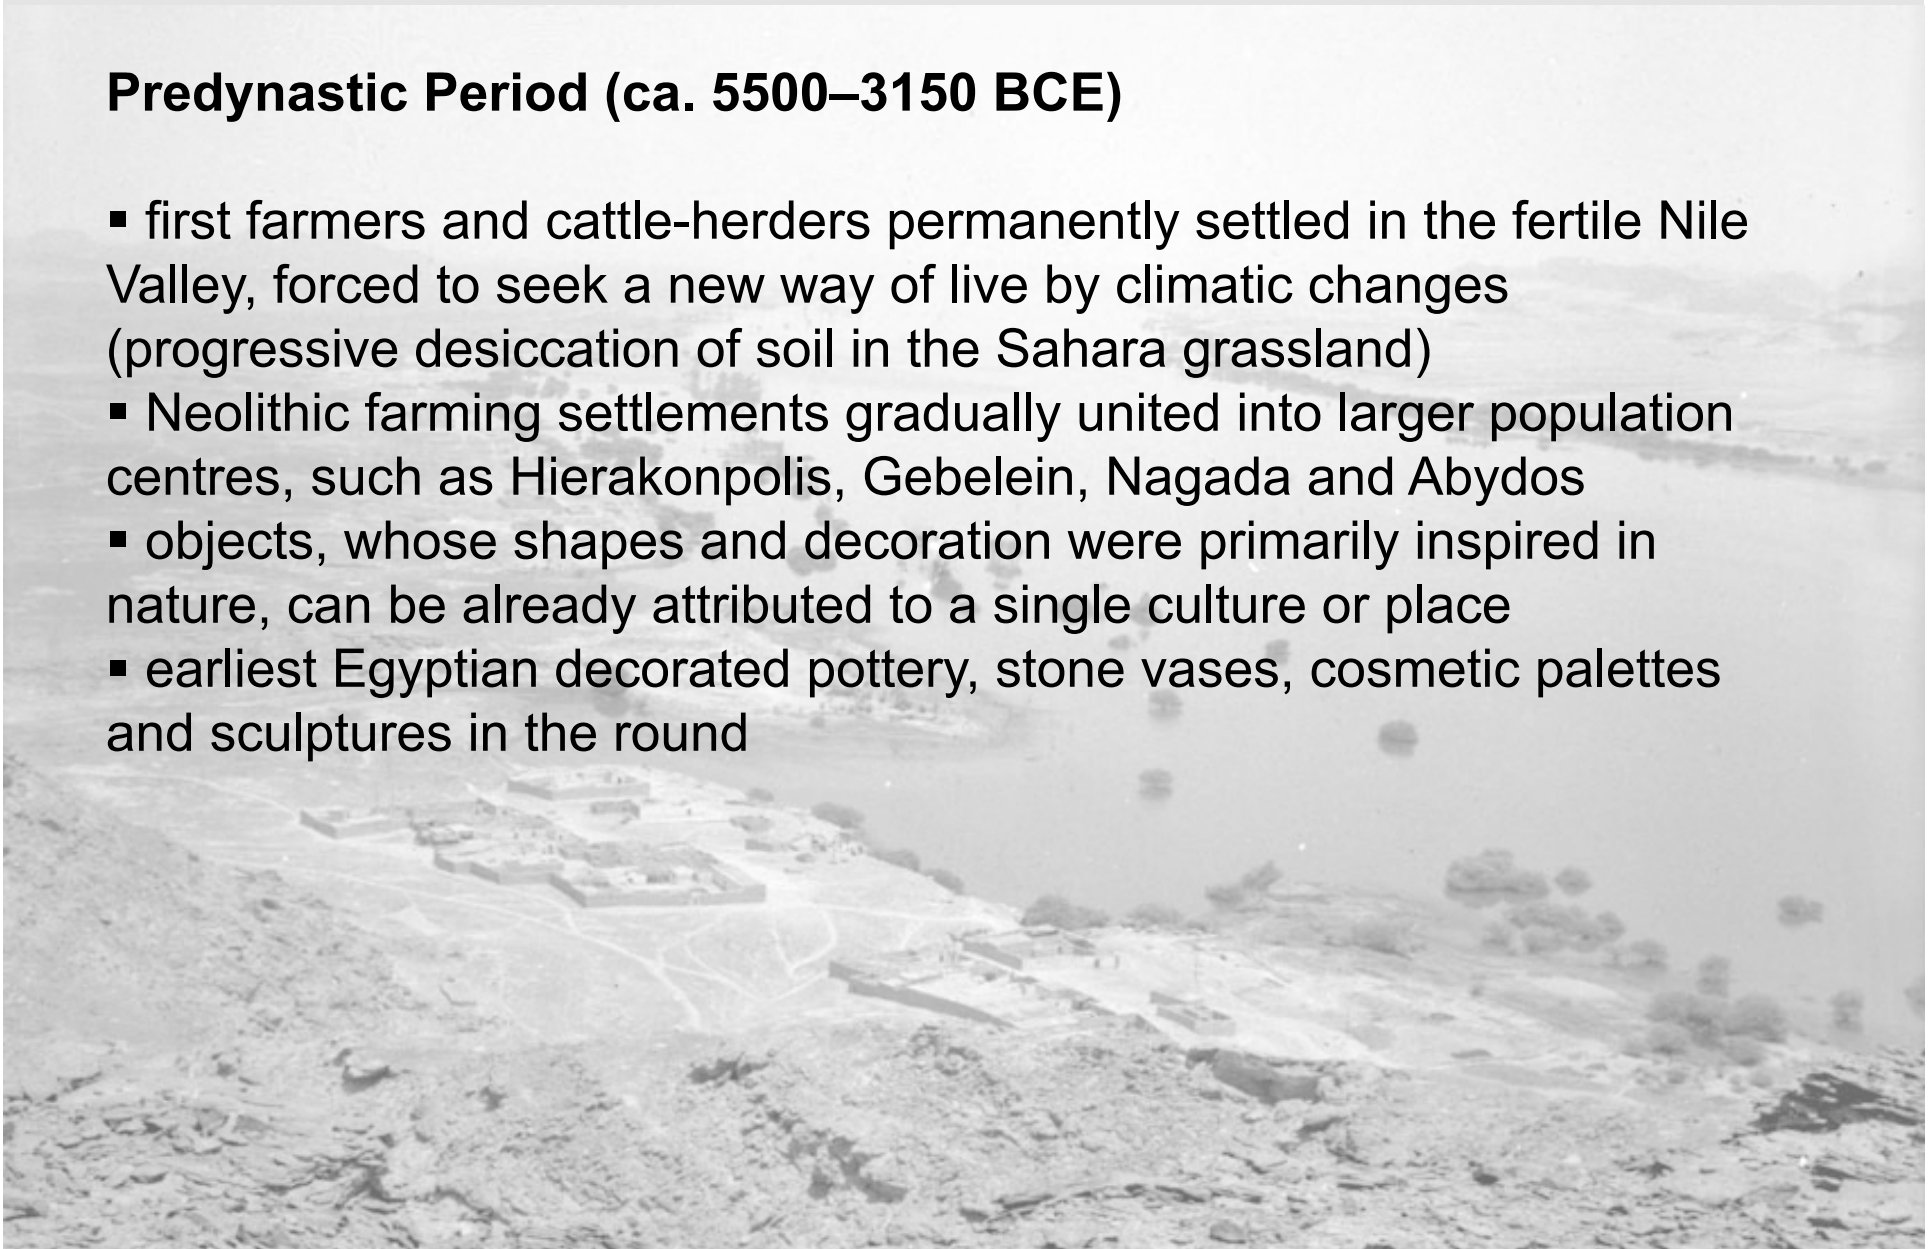 Predynastic Period (ca. 5500–3150 BCE)
▪ first farmers and cattle-herders permanently settled in the fertile Nile
Valley, forced to seek a new way of live by climatic changes
(progressive desiccation of soil in the Sahara grassland)
▪ Neolithic farming settlements gradually united into larger population
centres, such as Hierakonpolis, Gebelein, Nagada and Abydos
▪ objects, whose shapes and decoration were primarily inspired in
nature, can be already attributed to a single culture or place
▪ earliest Egyptian decorated pottery, stone vases, cosmetic palettes
and sculptures in the round